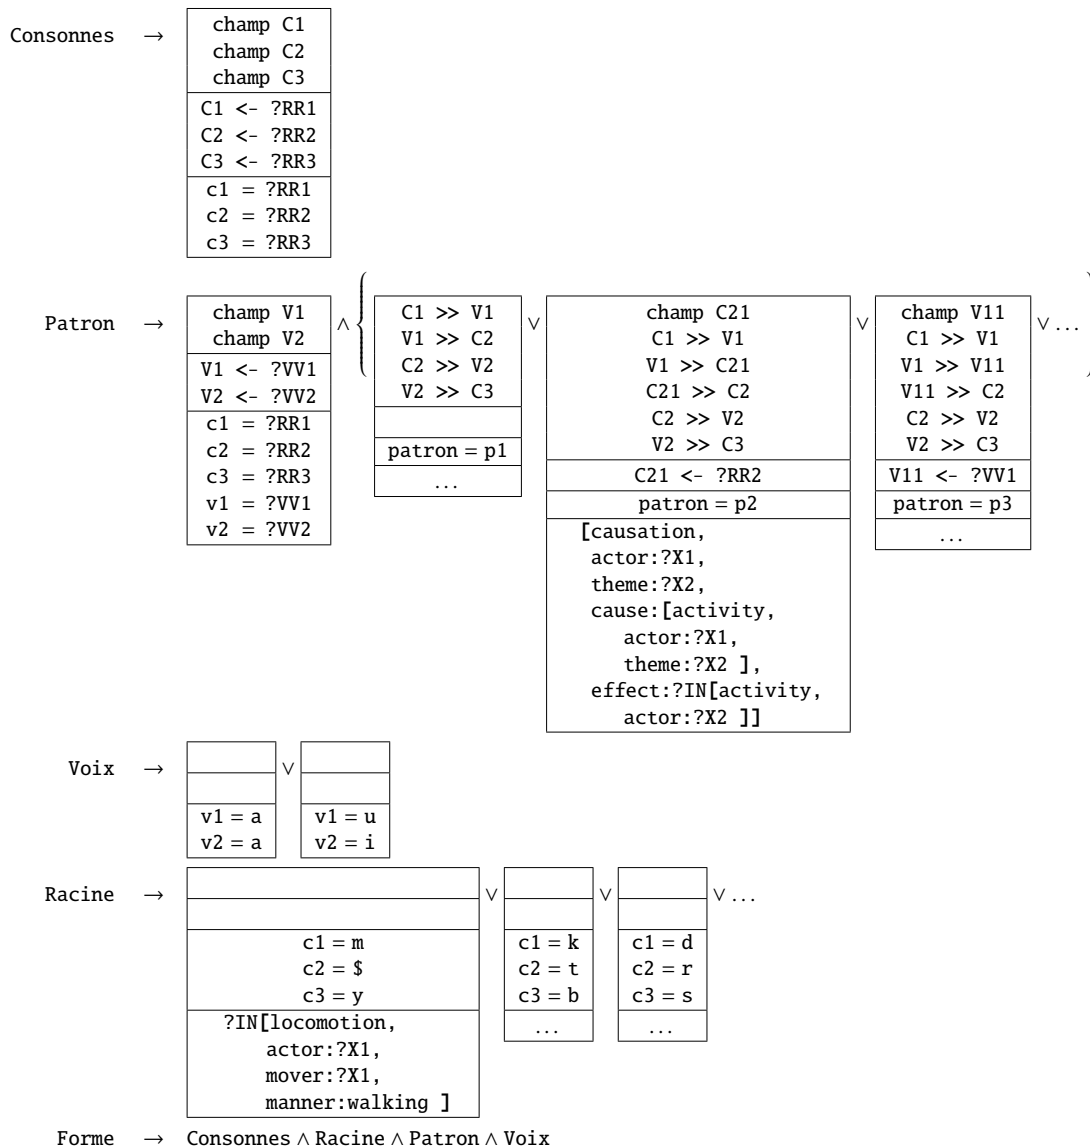 Consonnes →
champ C1
champ C2
champ C3
C1 <- ?RR1
C2 <- ?RR2
C3 <- ?RR3
c1 = ?RR1
c2 = ?RR2
c3 = ?RR3
Patron →
champ V1
champ V2
V1 <- ?VV1
V2 <- ?VV2
c1 = ?RR1
c2 = ?RR2
c3 = ?RR3
v1 = ?VV1
v2 = ?VV2
∧ {
C1 >> V1
V1 >> C2
C2 >> V2
V2 >> C3
patron = p1
...
∨
champ C21
C1 >> V1
V1 >> C21
C21 >> C2
C2 >> V2
V2 >> C3
C21 <- ?RR2
patron = p2
[causation,
actor:?X1,
theme:?X2,
cause:[activity,
actor:?X1,
theme:?X2 ],
effect:?IN[activity,
actor:?X2 ]]
∨
champ V11
C1 >> V1
V1 >> V11
V11 >> C2
C2 >> V2
V2 >> C3
V11 <- ?VV1
patron = p3
...
∨ ... }
Voix →
v1 = a
v2 = a
∨
v1 = u
v2 = i
Racine →
c1 = m
c2 = $
c3 = y
?IN[locomotion,
actor:?X1,
mover:?X1,
manner:walking ]
∨
c1 = k
c2 = t
c3 = b
...
∨
c1 = d
c2 = r
c3 = s
...
∨ ...
Forme → Consonnes ∧ Racine ∧ Patron ∧ Voix